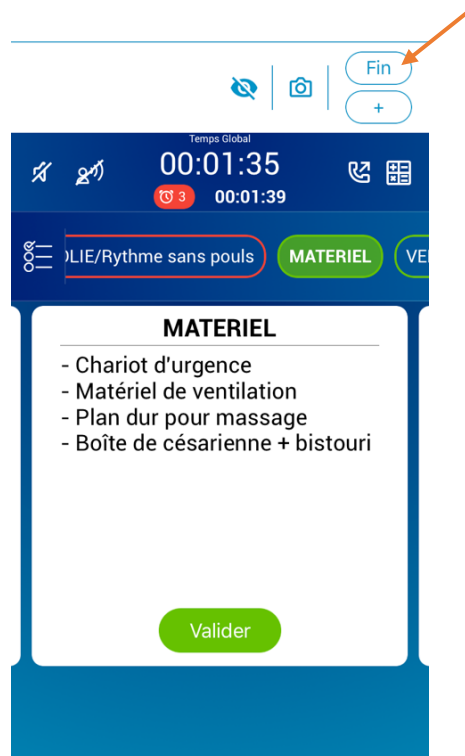 Fin
+
Temps Global
00:01:35
3 00:01:39
OLIE/Rythme sans pouls MATERIEL VE
MATERIEL
- Chariot d'urgence
- Matériel de ventilation
- Plan dur pour massage
- Boîte de césarienne + bistouri
Valider